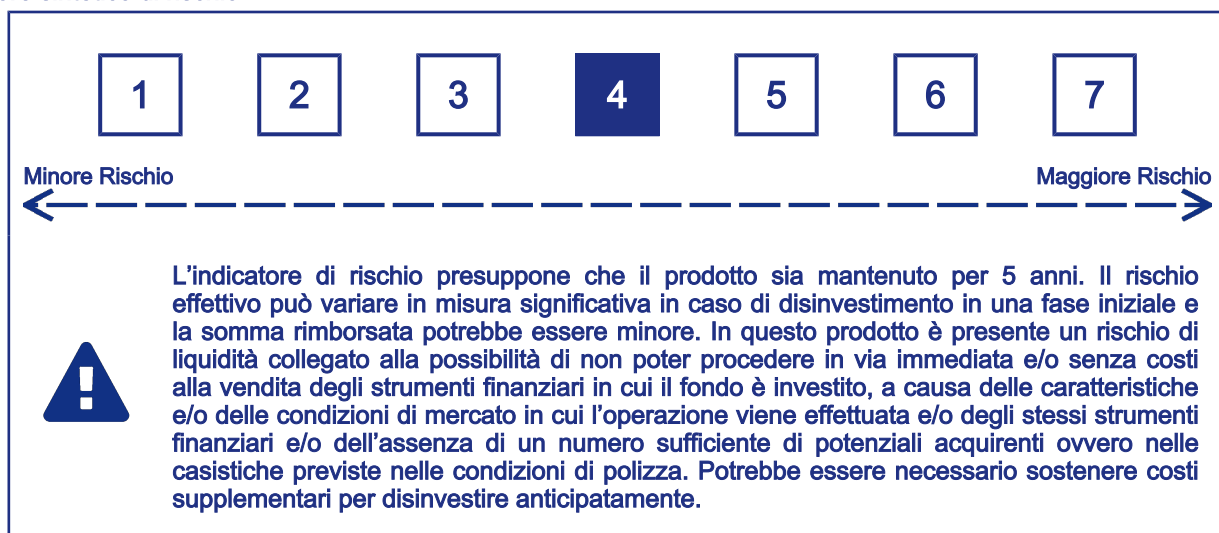 1 2 3 4 5 6 7
Minore Rischio Maggiore Rischio
L'indicatore di rischio presuppone che il prodotto sia mantenuto per 5 anni. Il rischio
effettivo può variare in misura significativa in caso di disinvestimento in una fase iniziale e
la somma rimborsata potrebbe essere minore. In questo prodotto è presente un rischio di
liquidità collegato alla possibilità di non poter procedere in via immediata e/o senza costi
alla vendita degli strumenti finanziari in cui il fondo è investito, a causa delle caratteristiche
e/o delle condizioni di mercato in cui l'operazione viene effettuata e/o degli stessi strumenti
finanziari e/o dell'assenza di un numero sufficiente di potenziali acquirenti ovvero nelle
casistiche previste nelle condizioni di polizza. Potrebbe essere necessario sostenere costi
supplementari per disinvestire anticipatamente.